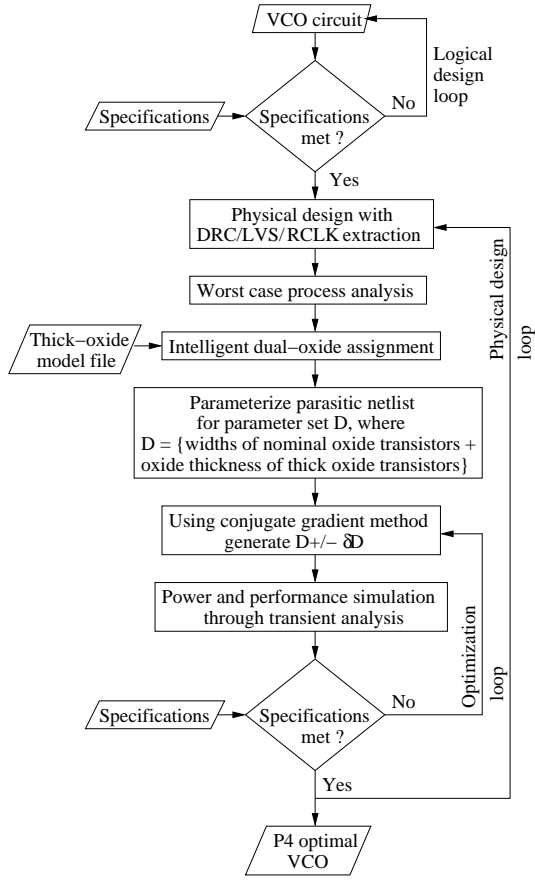 VCO circuit
Logical
design
loop
No
Specifications
Specifications
met ?
Yes
Physical design with
DRC/LVS/RCLK extraction
Physical design
loop
Worst case process analysis
Thick−oxide
model file
Intelligent dual−oxide assignment
Parameterize parasitic netlist
for parameter set D, where
D = {widths of nominal oxide transistors +
oxide thickness of thick oxide transistors}
Using conjugate gradient method
generate D+/− δD
Power and performance simulation
through transient analysis
Optimization
loop
No
Specifications
Specifications
met ?
Yes
P4 optimal
VCO